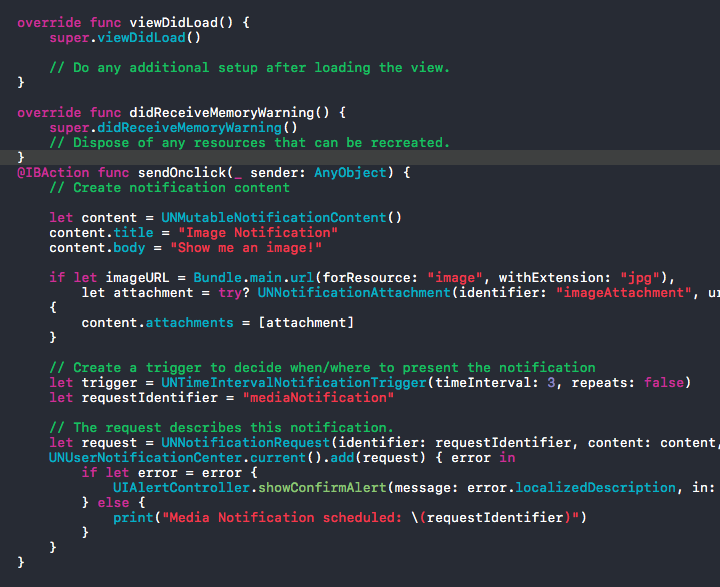 override func viewDidLoad() {
super.viewDidLoad()
// Do any additional setup after loading the view.
}
override func didReceiveMemoryWarning() {
super.didReceiveMemoryWarning()
// Dispose of any resources that can be recreated.
}
@IBAction func sendOnclick(_ sender: AnyObject) {
// Create notification content
let content = UNMutableNotificationContent()
content.title = "Image Notification"
content.body = "Show me an image!"
if let imageURL = Bundle.main.url(forResource: "image", withExtension: "jpg"),
let attachment = try? UNNotificationAttachment(identifier: "imageAttachment", ur
{
content.attachments = [attachment]
}
// Create a trigger to decide when/where to present the notification
let trigger = UNTimeIntervalNotificationTrigger(timeInterval: 3, repeats: false)
let requestIdentifier = "mediaNotification"
// The request describes this notification.
let request = UNNotificationRequest(identifier: requestIdentifier, content: content,
UNUserNotificationCenter.current().add(request) { error in
if let error = error {
UIAlertController.showConfirmAlert(message: error.localizedDescription, in:
} else {
print("Media Notification scheduled: \(requestIdentifier)")
}
}
}